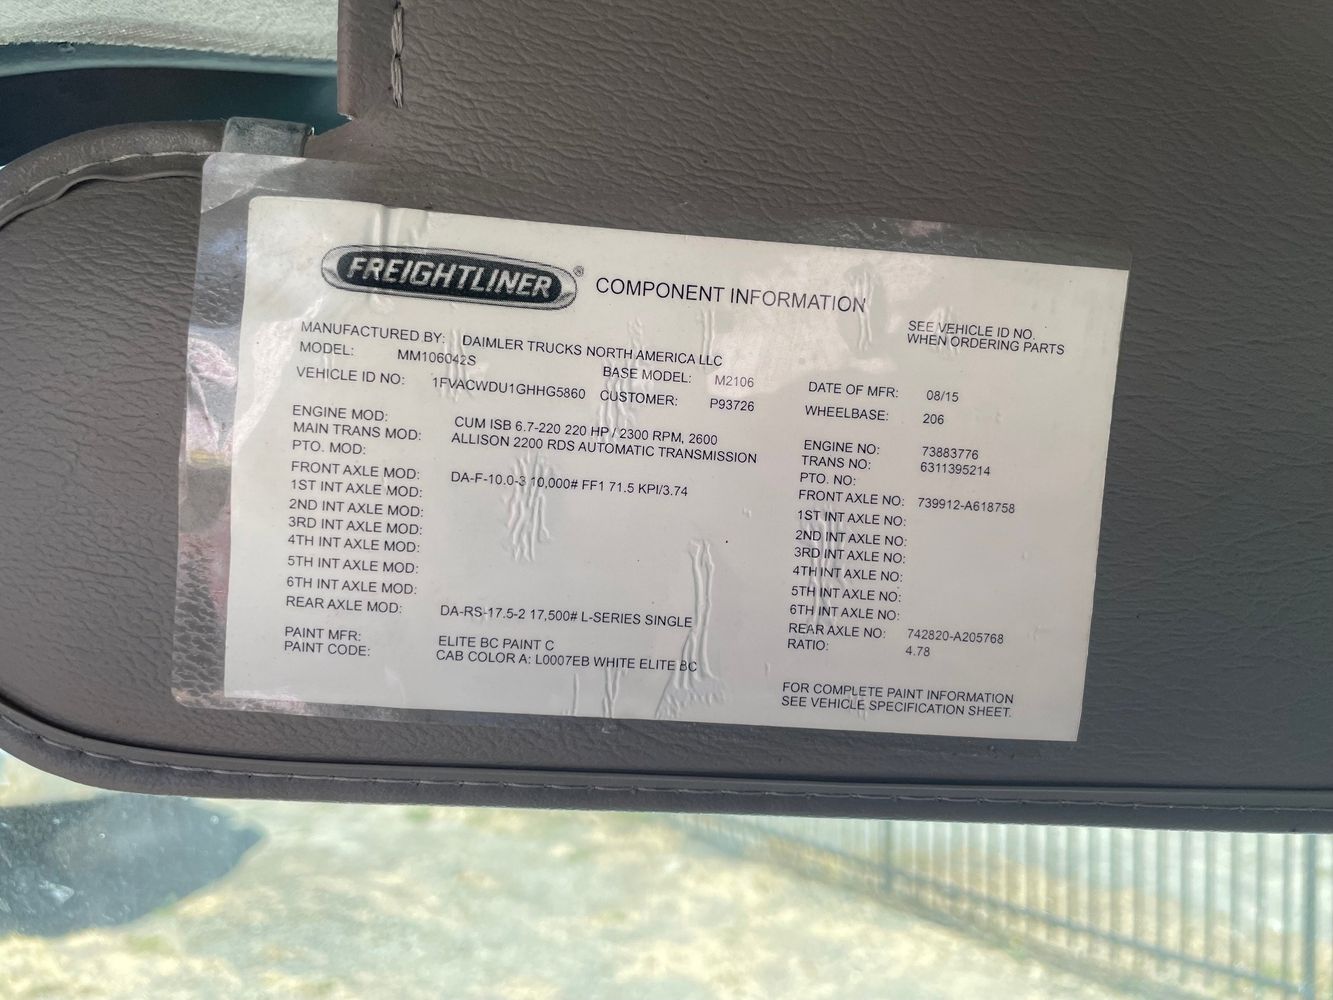 FREIGHTLINER ® COMPONENT INFORMATION
SEE VEHICLE ID NO.
WHEN ORDERING PARTS
MANUFACTURED BY: DAIMLER TRUCKS NORTH AMERICA LLC
MODEL: MM106042S BASE MODEL: M2106 DATE OF MFR: 08/15
VEHICLE ID NO: 1FVACWDU1GHHG5860 CUSTOMER: P93726 WHEELBASE: 206
ENGINE MOD: CUM ISB 6.7-220 220 HP/ 2300 RPM, 2600 ENGINE NO: 73883776
MAIN TRANS MOD: ALLISON 2200 RDS AUTOMATIC TRANSMISSION TRANS NO: 6311395214
PTO. MOD: PTO. NO:
FRONT AXLE MOD: DA-F-10.0-3 10,000# FF1 71.5 KPI/3.74 FRONT AXLE NO: 739912-A618758
1ST INT AXLE MOD: 1ST INT AXLE NO:
2ND INT AXLE MOD: 2ND INT AXLE NO:
3RD INT AXLE MOD: 3RD INT AXLE NO:
4TH INT AXLE MOD: 4TH INT AXLE NO:
5TH INT AXLE MOD: 5TH INT AXLE NO:
6TH INT AXLE MOD: 6TH INT AXLE NO:
REAR AXLE MOD: DA-RS-17.5-2 17,500# L-SERIES SINGLE REAR AXLE NO: 742820-A205768
RATIO: 4.78
PAINT MFR: ELITE BC PAINT C
PAINT CODE: CAB COLOR A: L0007EB WHITE ELITE BC
FOR COMPLETE PAINT INFORMATION
SEE VEHICLE SPECIFICATION SHEET.